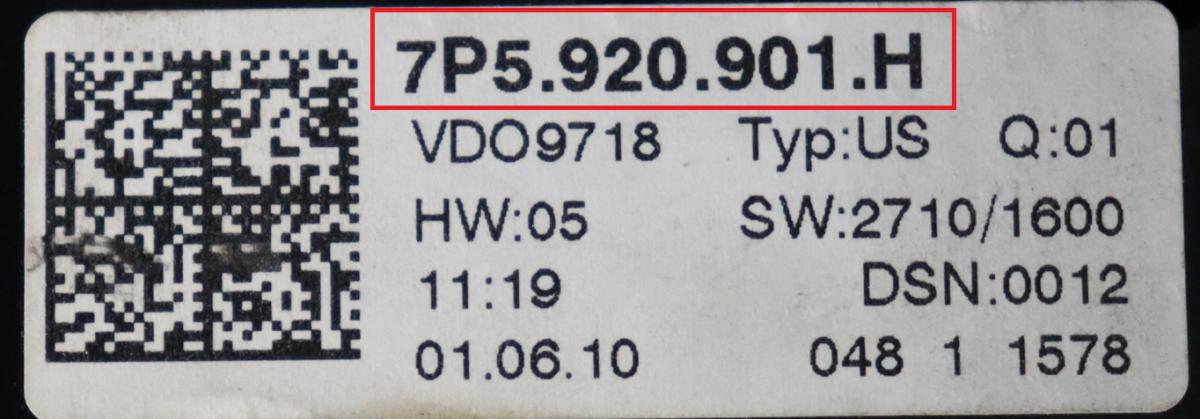 7P5.920.901.H
VDO9718 Typ:US Q:01
HW:05 SW:2710/1600
11:19 DSN:0012
01.06.10 048 1 1578